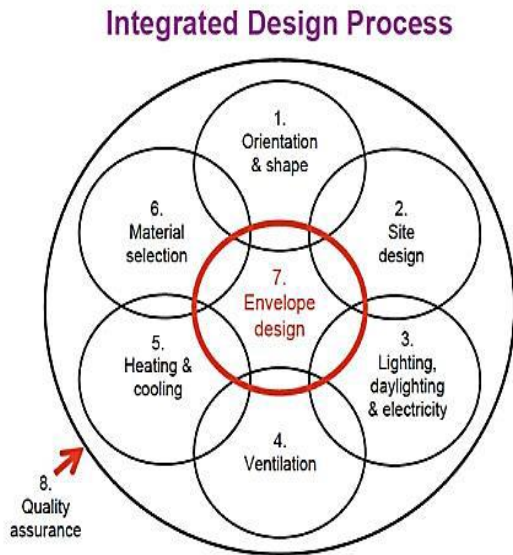 Integrated Design Process
1.
Orientation
& shape
2.
Site
design
3.
Lighting,
daylighting
& electricity
4.
Ventilation
5.
Heating &
cooling
6.
Material
selection
7.
Envelope
design
8.
Quality
assurance